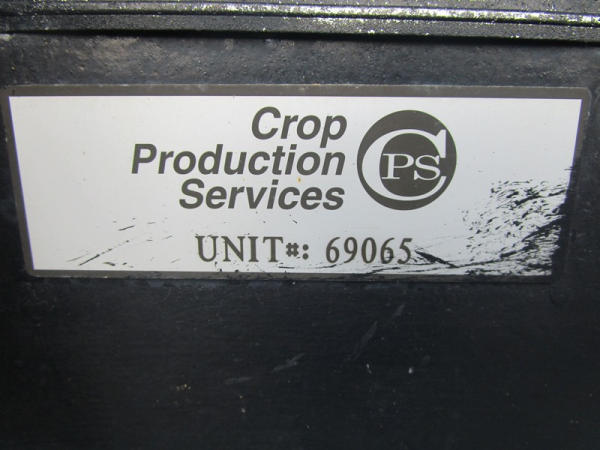 Crop
Production
Services
CPS
UNIT#: 69065